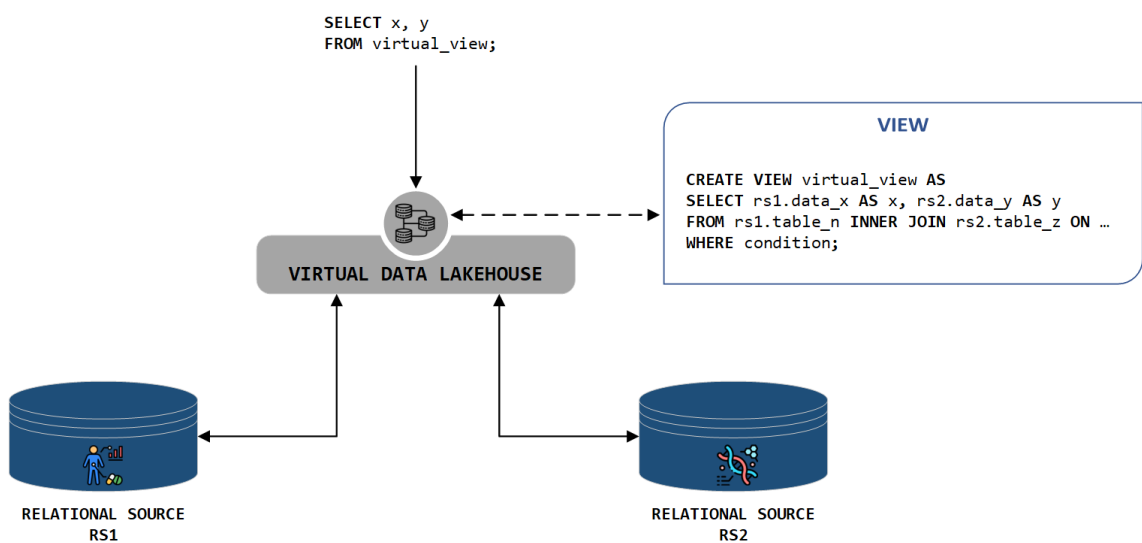 SELECT x, y
FROM virtual_view;
VIEW
CREATE VIEW virtual_view AS
SELECT rs1.data_x AS x, rs2.data_y AS y
FROM rs1.table_n INNER JOIN rs2.table_z ON …
WHERE condition;
VIRTUAL DATA LAKEHOUSE
RELATIONAL SOURCE
RS1
RELATIONAL SOURCE
RS2